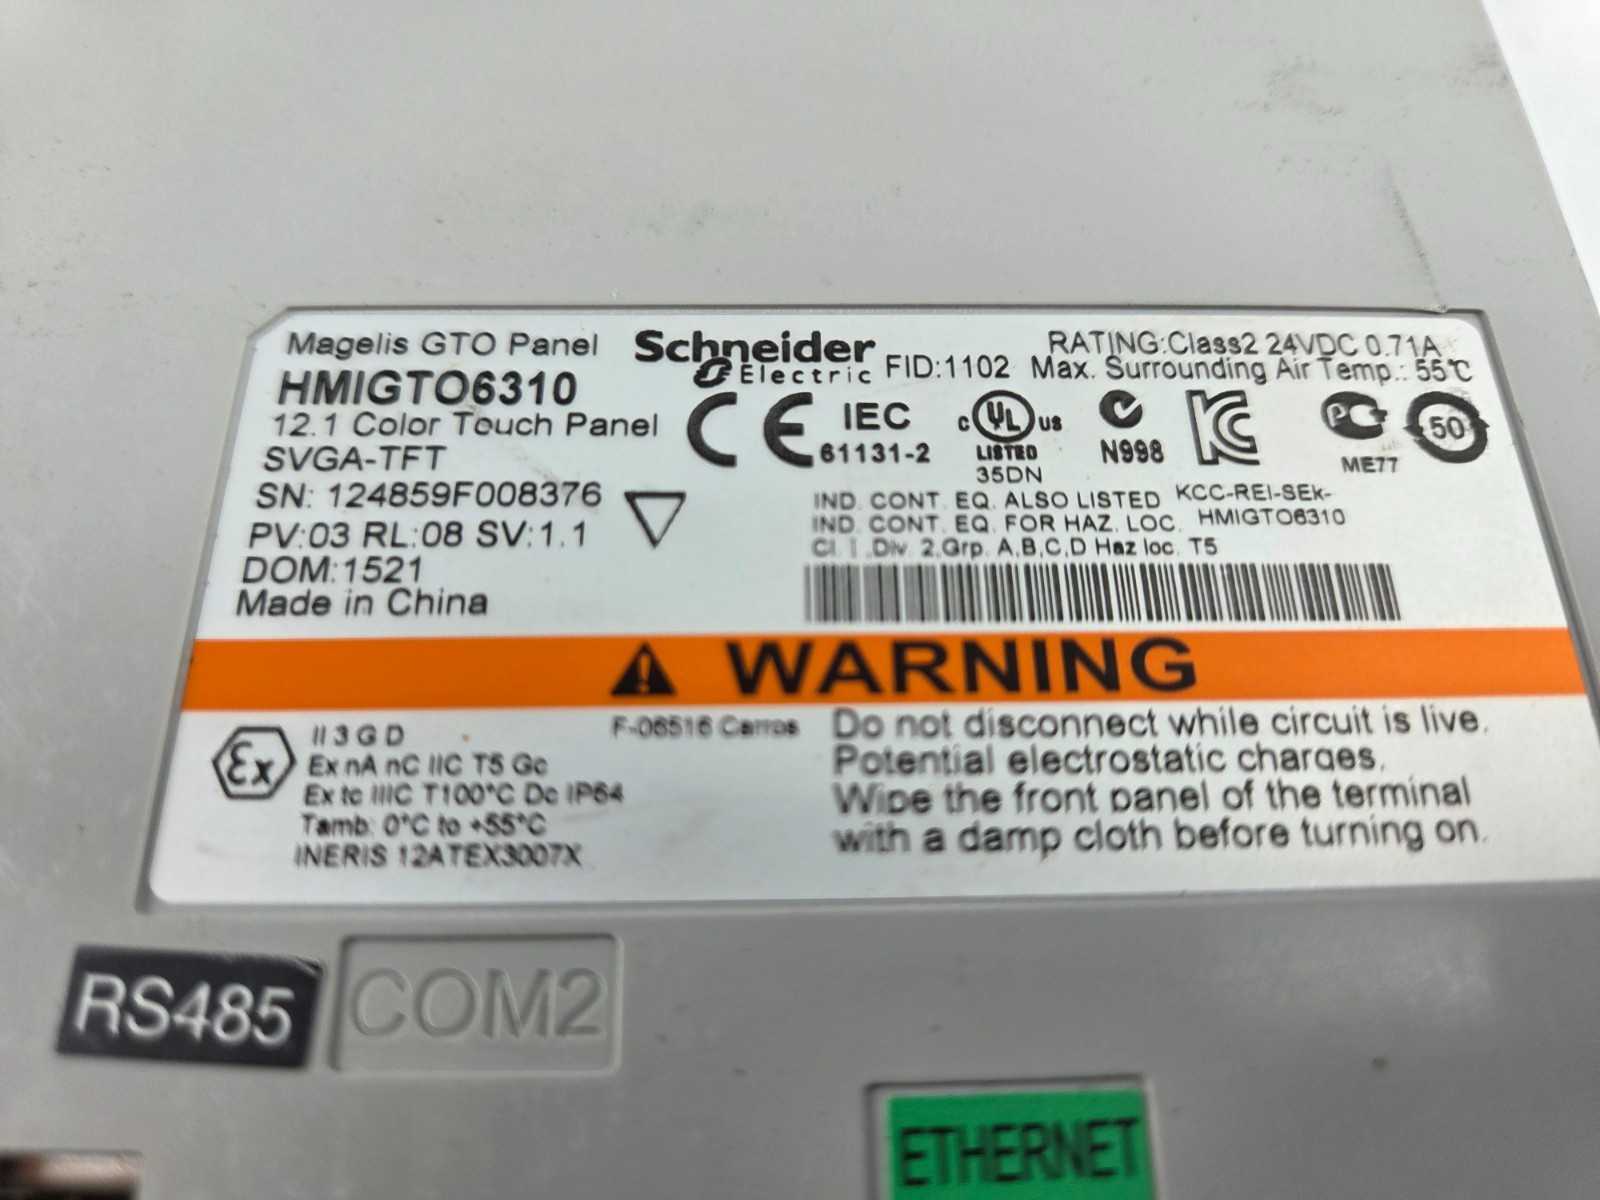 Magelis GTO Panel
HMIGTO6310
12.1 Color Touch Panel
SVGA-TFT
SN: 124859F008376
PV:03 RL:08 SV:1.1
DOM:1521
Made in China
Schneider
Electric
FID:1102
RATING:Class2 24VDC 0.71A
Max. Surrounding Air Temp.: 55℃
CE
IEC
61131-2
c UL us
LISTED
35DN
N998
KC
PC
ME77
50
IND. CONT. EQ. ALSO LISTED
IND. CONT. EQ. FOR HAZ. LOC.
Cl. I ,Div. 2,Grp. A,B,C,D Haz loc. T5
KCC-REI-SEk-
HMIGTO6310
WARNING
Ex
II 3 G D
Ex nA nC IIC T5 Gc
Ex tc IIIC T100°C Dc IP64
Tamb: 0°C to +55°C
INERIS 12ATEX3007X
F-06516 Carros
Do not disconnect while circuit is live.
Potential electrostatic charges.
Wipe the front panel of the terminal
with a damp cloth before turning on.
RS485
COM2
ETHERNET